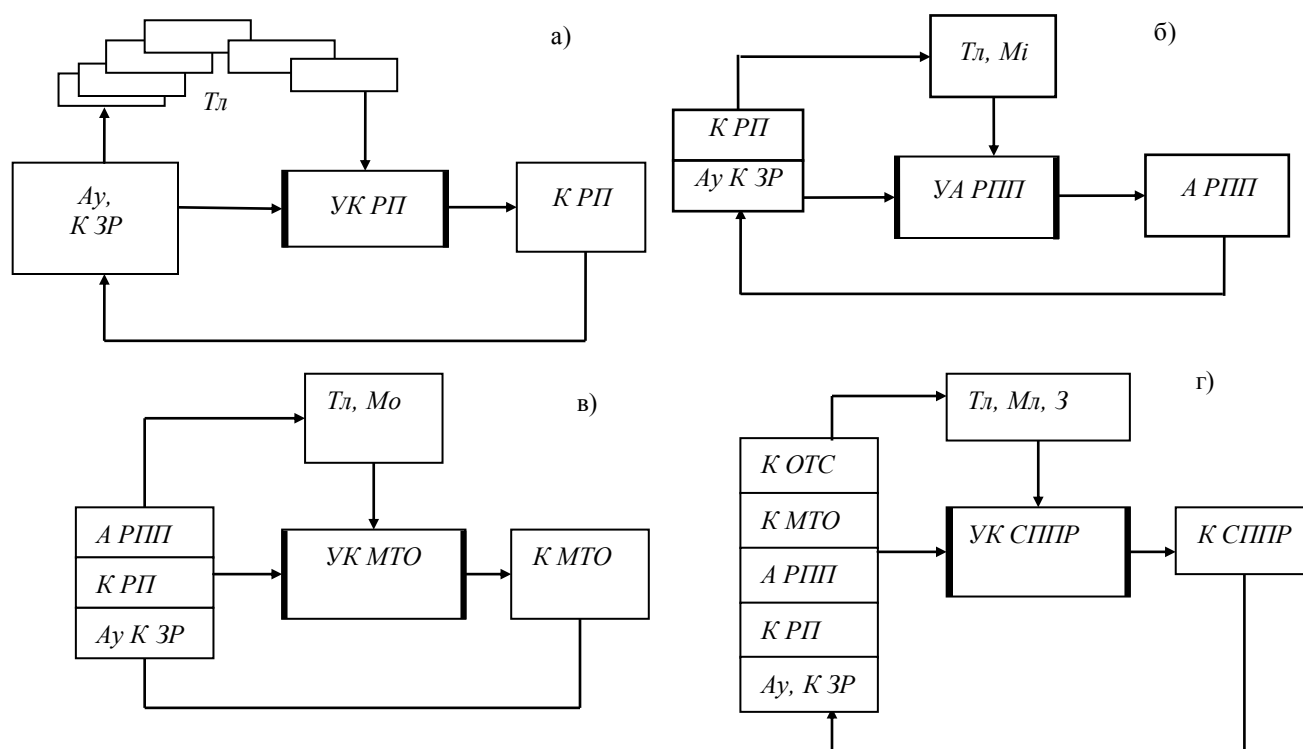 а)
Тл
Ау,
К ЗР
УК РП
К РП
б)
Тл, Мi
К РП
Ау К ЗР
УА РПП
А РПП
в)
Тл, Мо
А РПП
К РП
Ау К ЗР
УК МТО
К МТО
г)
Тл, Мл, З
К ОТС
К МТО
А РПП
К РП
Ау, К ЗР
УК СППР
К СППР